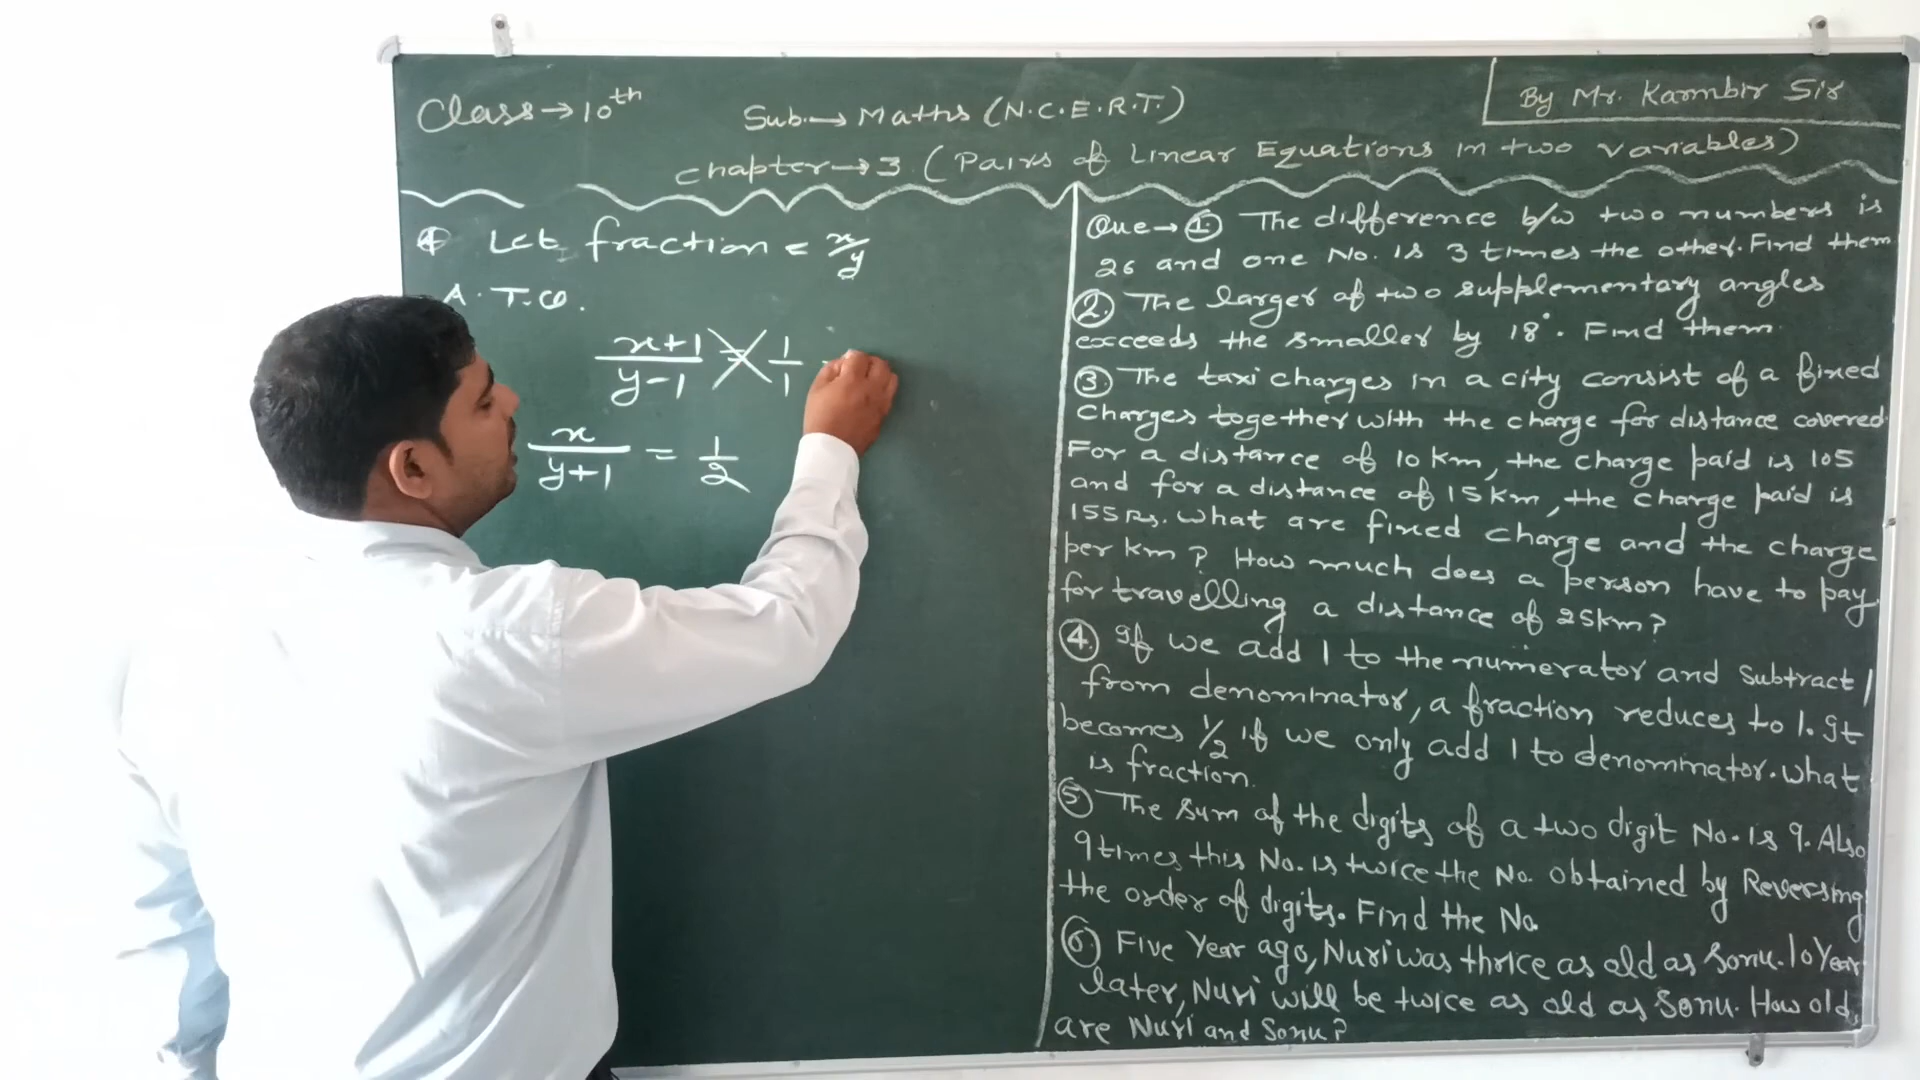 Class→10th
Sub.→Maths (N.C.E.R.T.)
By Mr. Karmbir Sir
Chapter→3 (Pairs of Linear Equations in two variables)
④ Let fraction = x/y
A.T.Q.
x+1/y-1 = 1/1
x/y+1 = 1/2
Que→① The difference b/w two numbers is
26 and one No. is 3 times the other. Find them
② The larger of two supplementary angles
exceeds the smaller by 18°. Find them.
③ The taxi charges in a city consist of a fixed
charges together with the charge for distance covered.
For a distance of 10 Km, the charge paid is 105
and for a distance of 15 Km, the charge paid is
155 Rs. What are fixed charge and the charge
per Km? How much does a person have to pay
for travelling a distance of 25km?
④ If we add 1 to the numerator and subtract 1
from denominator, a fraction reduces to 1. It
becomes 1/2 if we only add 1 to denominator. what
is fraction.
⑤ The sum of the digits of a two digit No. is 9. Also
9 times this No. is twice the No. obtained by Reversing
the order of digits. Find the No.
⑥ Five Year ago, Nuri was thrice as old as Sonu. 10 Year
later, Nuri will be twice as old as Sonu. How old
are Nuri and Sonu?